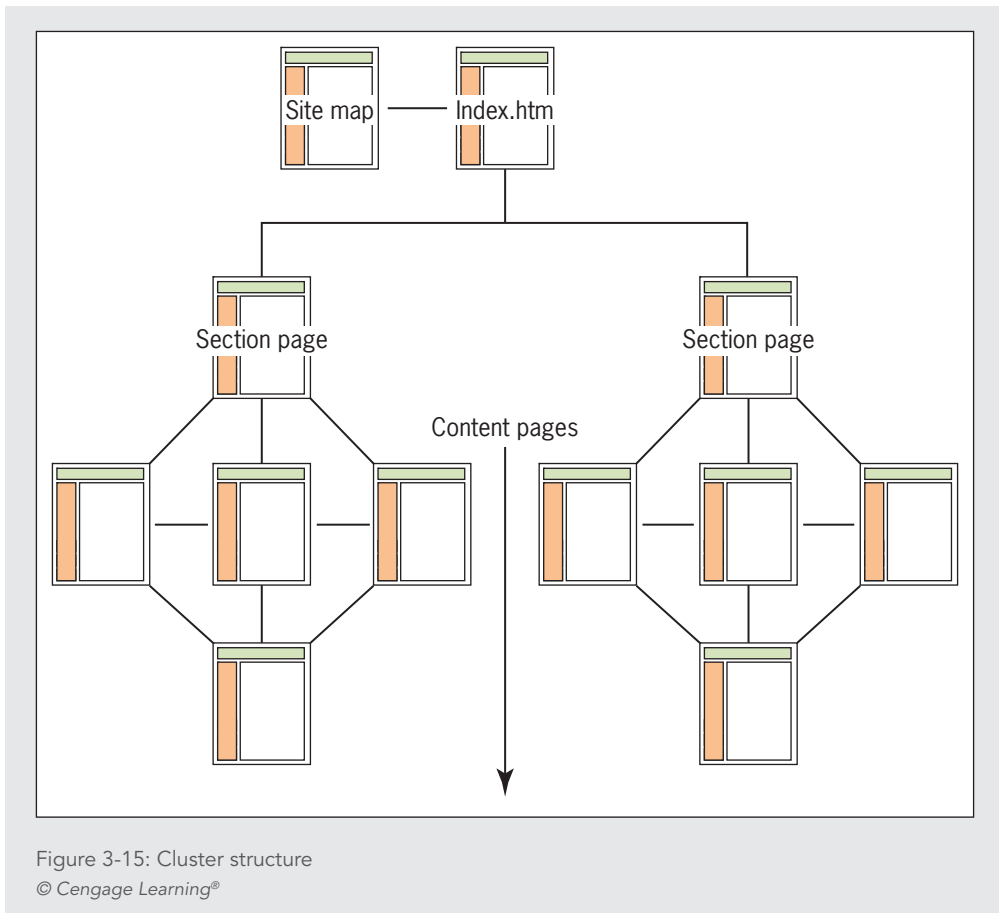 Site map
Index.htm
Section page
Section page
Content pages
Figure 3-15: Cluster structure
© Cengage Learning®